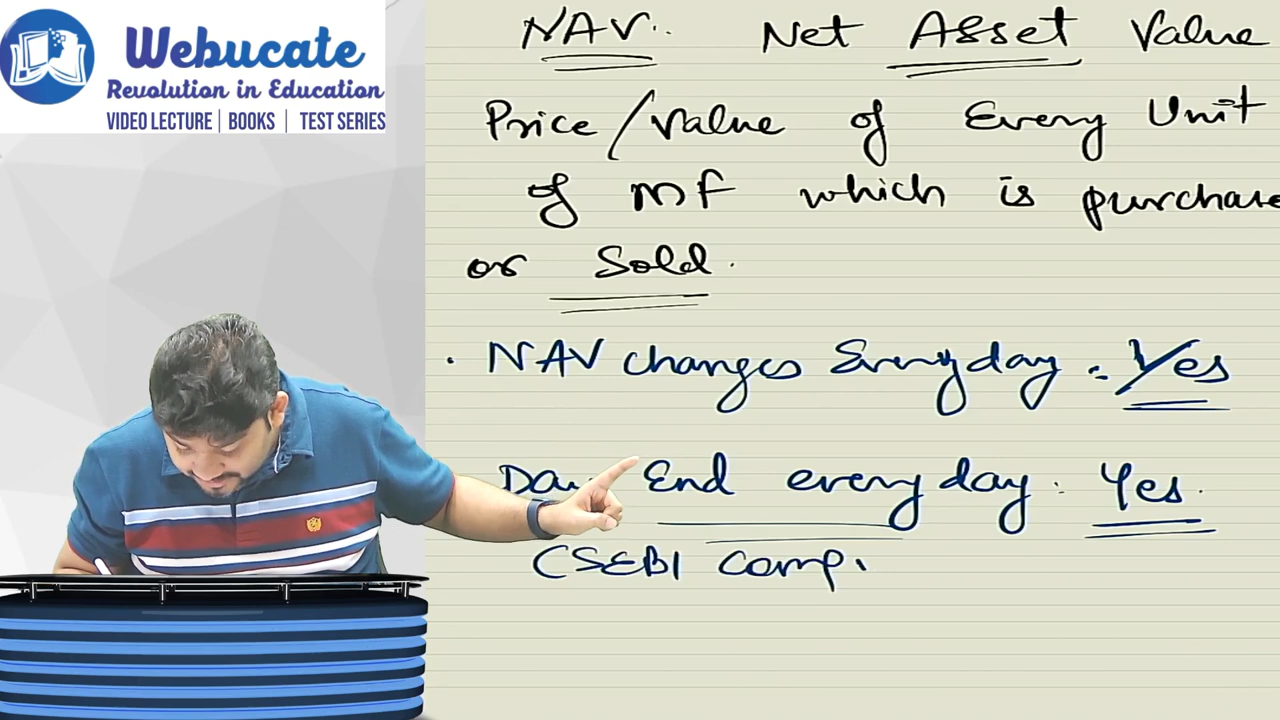 Webucate
Revolution in Education
VIDEO LECTURE | BOOKS | TEST SERIES
NAV.. Net Asset Value
Price/Value of Every Unit
of MF which is purchase
or Sold.
. NAV changes Everyday : Yes
End everyday : Yes.
(SEBI comp